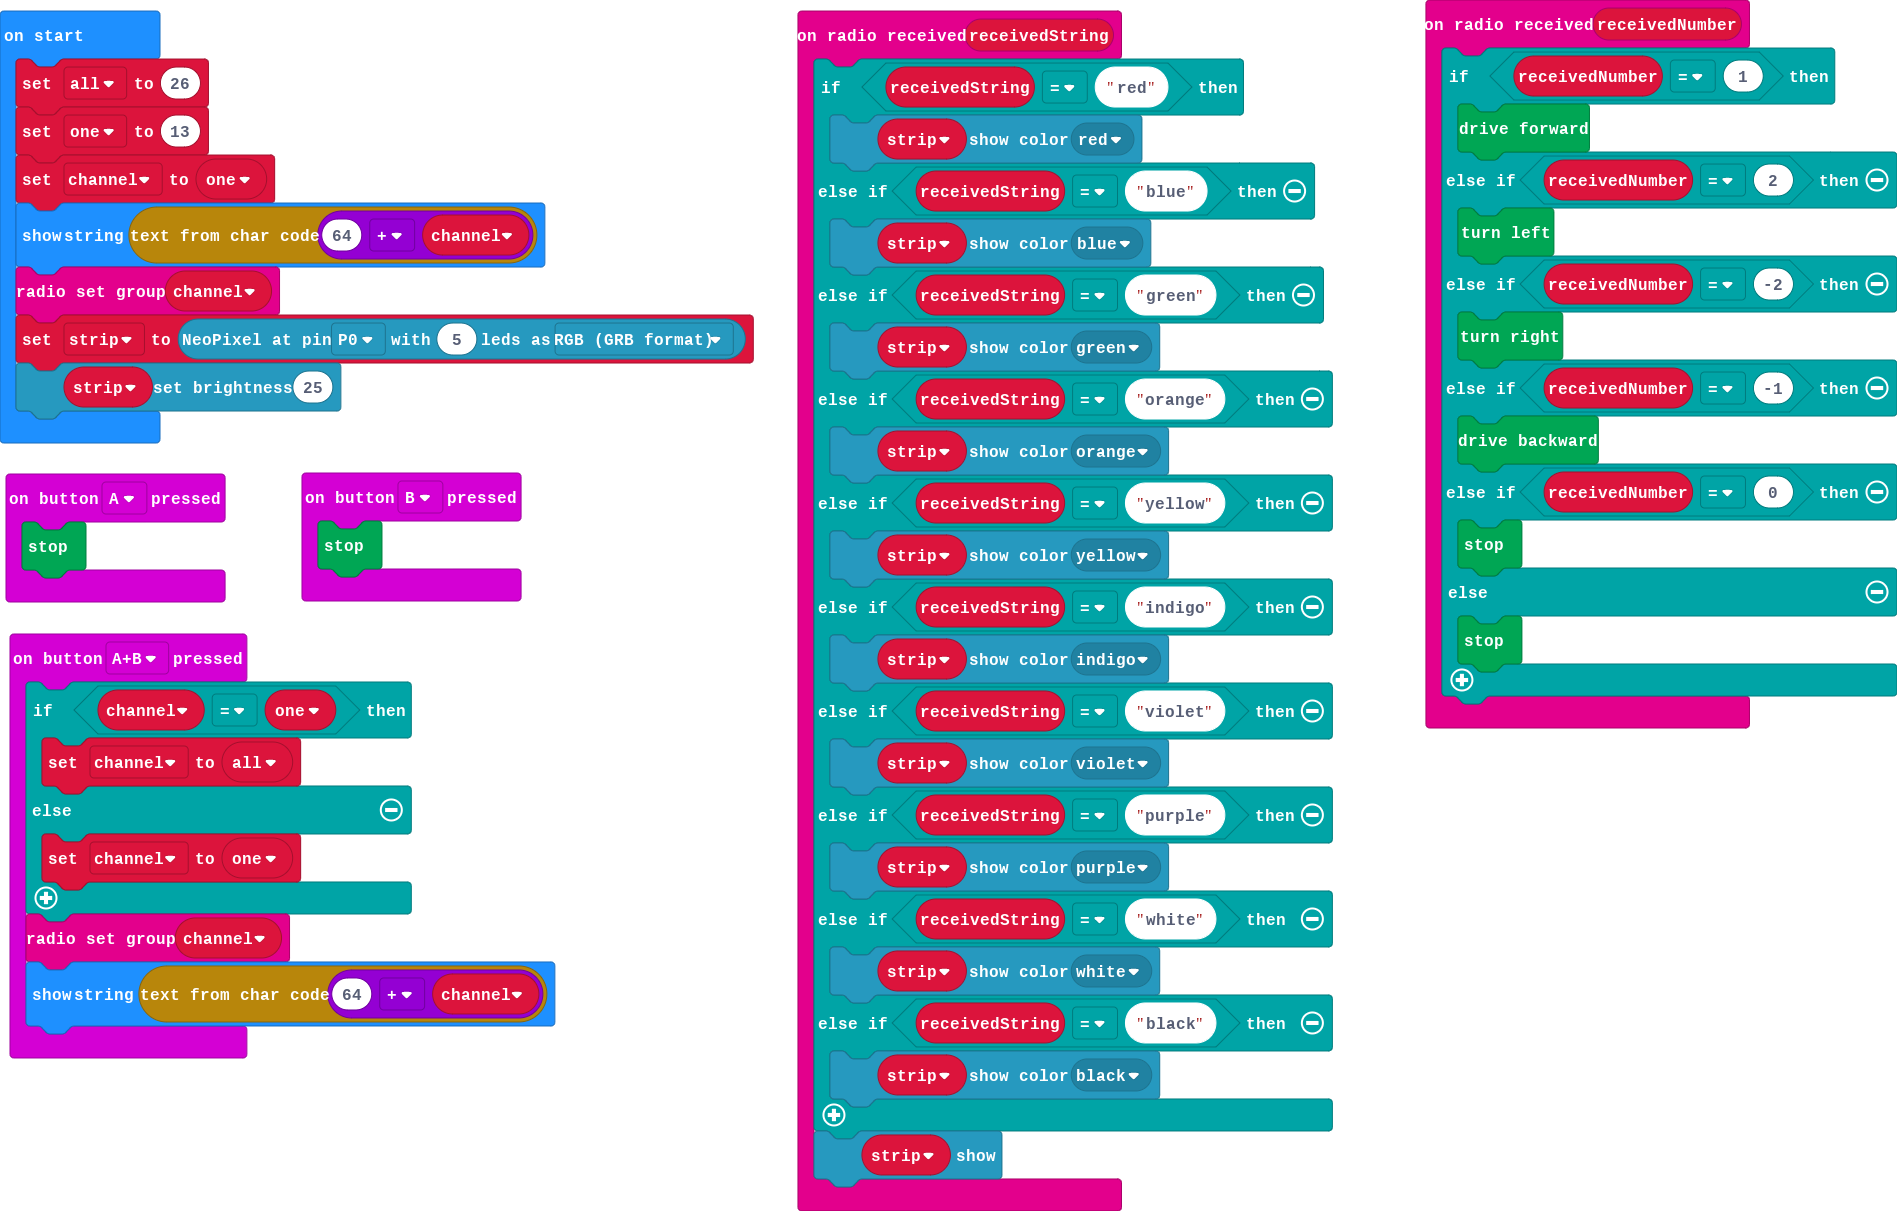 on start
set all to 26
set one to 13
set channel to one
show string text from char code 64 + channel
radio set group channel
set strip to NeoPixel at pin P0 with 5 leds as RGB (GRB format)
strip set brightness 25
on button A pressed
stop
on button B pressed
stop
on button A+B pressed
if channel = one then
set channel to all
else
set channel to one
radio set group channel
show string text from char code 64 + channel
on radio received receivedString
if receivedString = "red" then
strip show color red
else if receivedString = "blue" then
strip show color blue
else if receivedString = "green" then
strip show color green
else if receivedString = "orange" then
strip show color orange
else if receivedString = "yellow" then
strip show color yellow
else if receivedString = "indigo" then
strip show color indigo
else if receivedString = "violet" then
strip show color violet
else if receivedString = "purple" then
strip show color purple
else if receivedString = "white" then
strip show color white
else if receivedString = "black" then
strip show color black
strip show
on radio received receivedNumber
if receivedNumber = 1 then
drive forward
else if receivedNumber = 2 then
turn left
else if receivedNumber = -2 then
turn right
else if receivedNumber = -1 then
drive backward
else if receivedNumber = 0 then
stop
else
stop